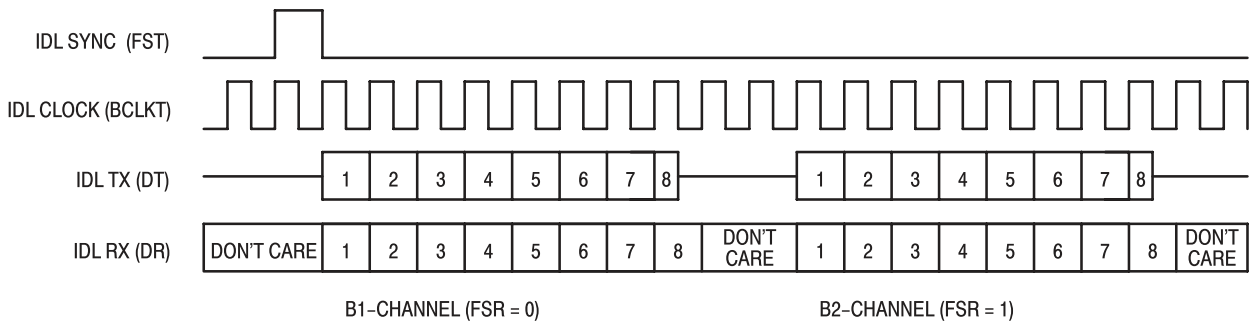 IDL SYNC (FST)
IDL CLOCK (BCLKT)
IDL TX (DT)
1 2 3 4 5 6 7 8 1 2 3 4 5 6 7 8
IDL RX (DR)
DON'T CARE 1 2 3 4 5 6 7 8 DON'T CARE 1 2 3 4 5 6 7 8 DON'T CARE
B1–CHANNEL (FSR = 0) B2–CHANNEL (FSR = 1)